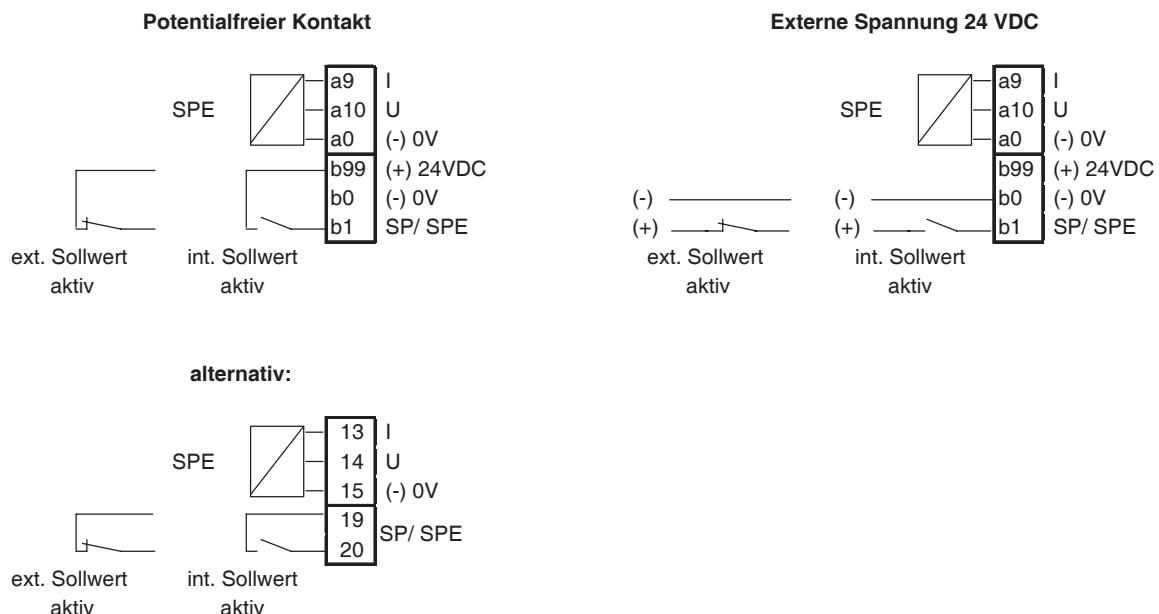 Potentialfreier Kontakt
SPE
a9 I
a10 U
a0 (-) 0V
b99 (+) 24VDC
b0 (-) 0V
b1 SP/ SPE
ext. Sollwert
aktiv
int. Sollwert
aktiv
Externe Spannung 24 VDC
SPE
a9 I
a10 U
a0 (-) 0V
b99 (+) 24VDC
(-) (-) b0 (-) 0V
(+) (+) b1 SP/ SPE
ext. Sollwert
aktiv
int. Sollwert
aktiv
alternativ:
SPE
13 I
14 U
15 (-) 0V
19
SP/ SPE
20
ext. Sollwert
aktiv
int. Sollwert
aktiv